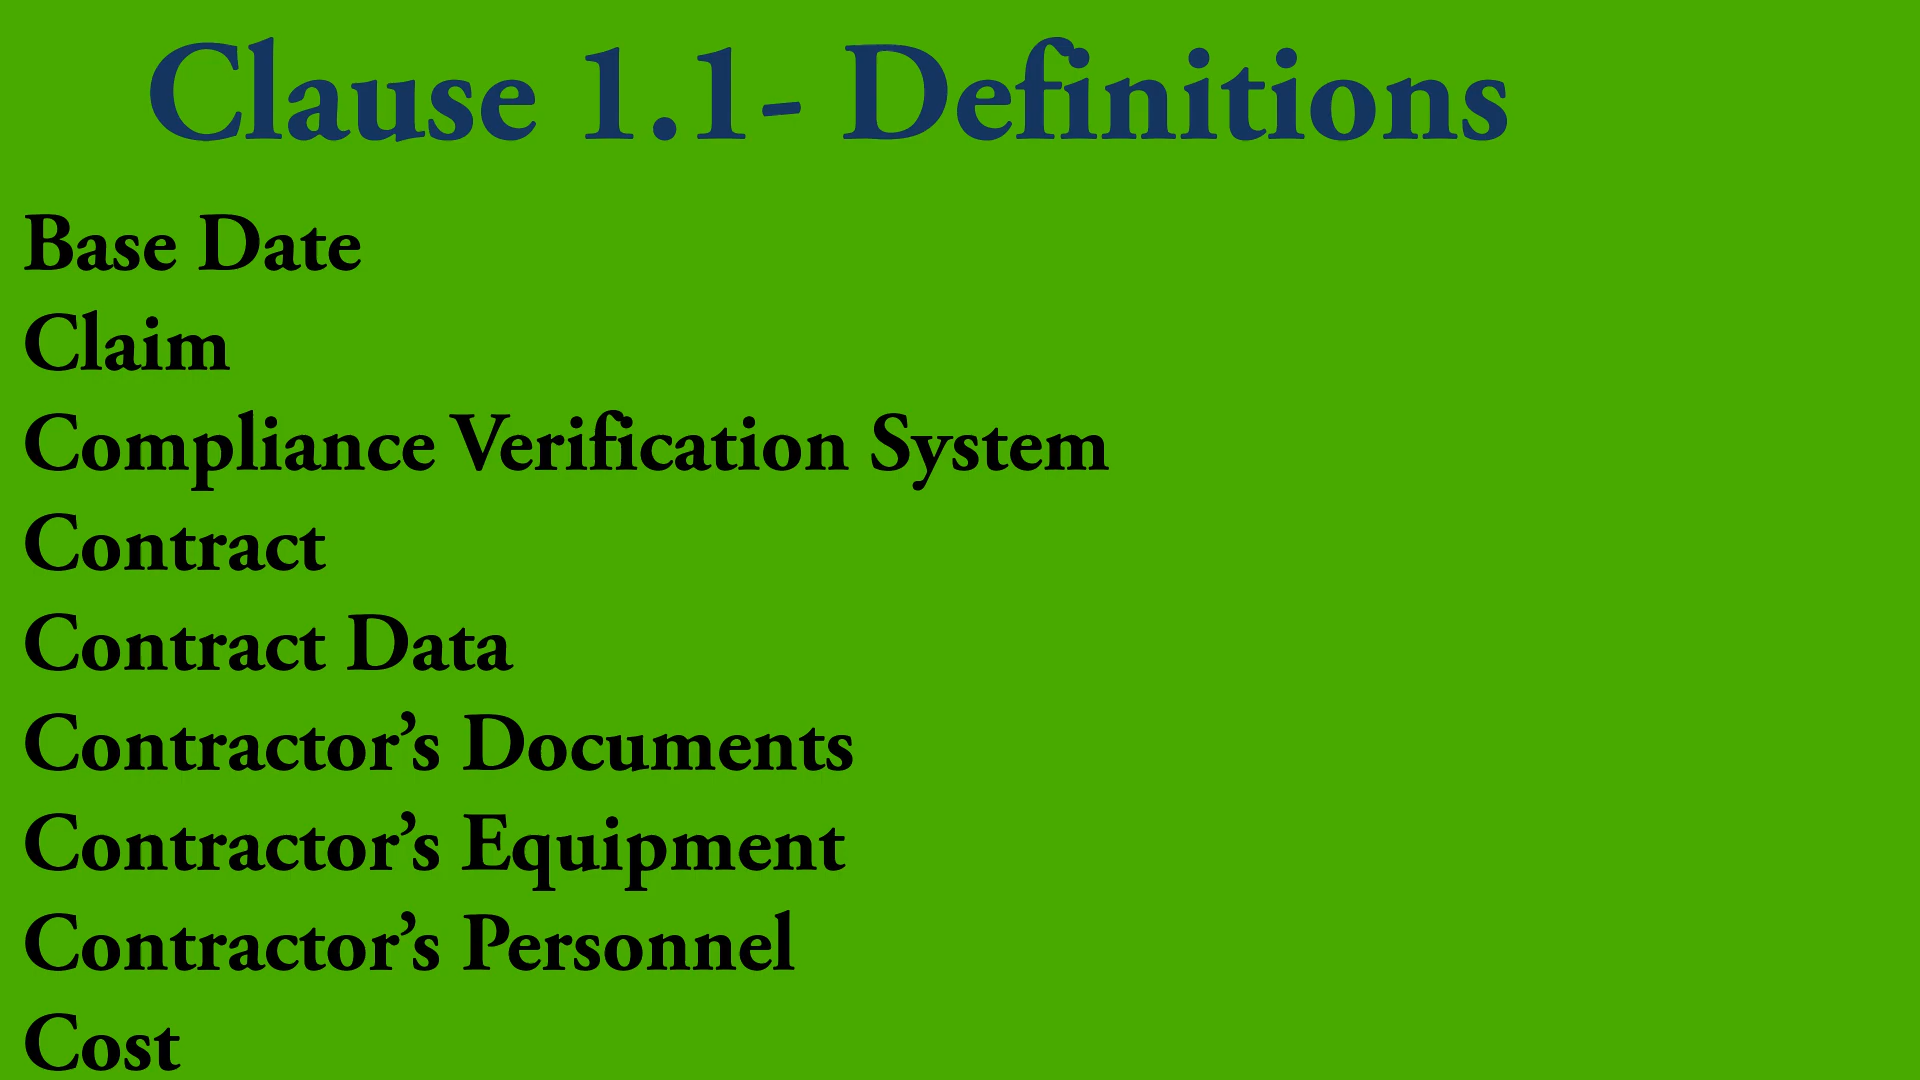 Clause 1.1- Definitions
Base Date
Claim
Compliance Verification System
Contract
Contract Data
Contractor’s Documents
Contractor’s Equipment
Contractor’s Personnel
Cost